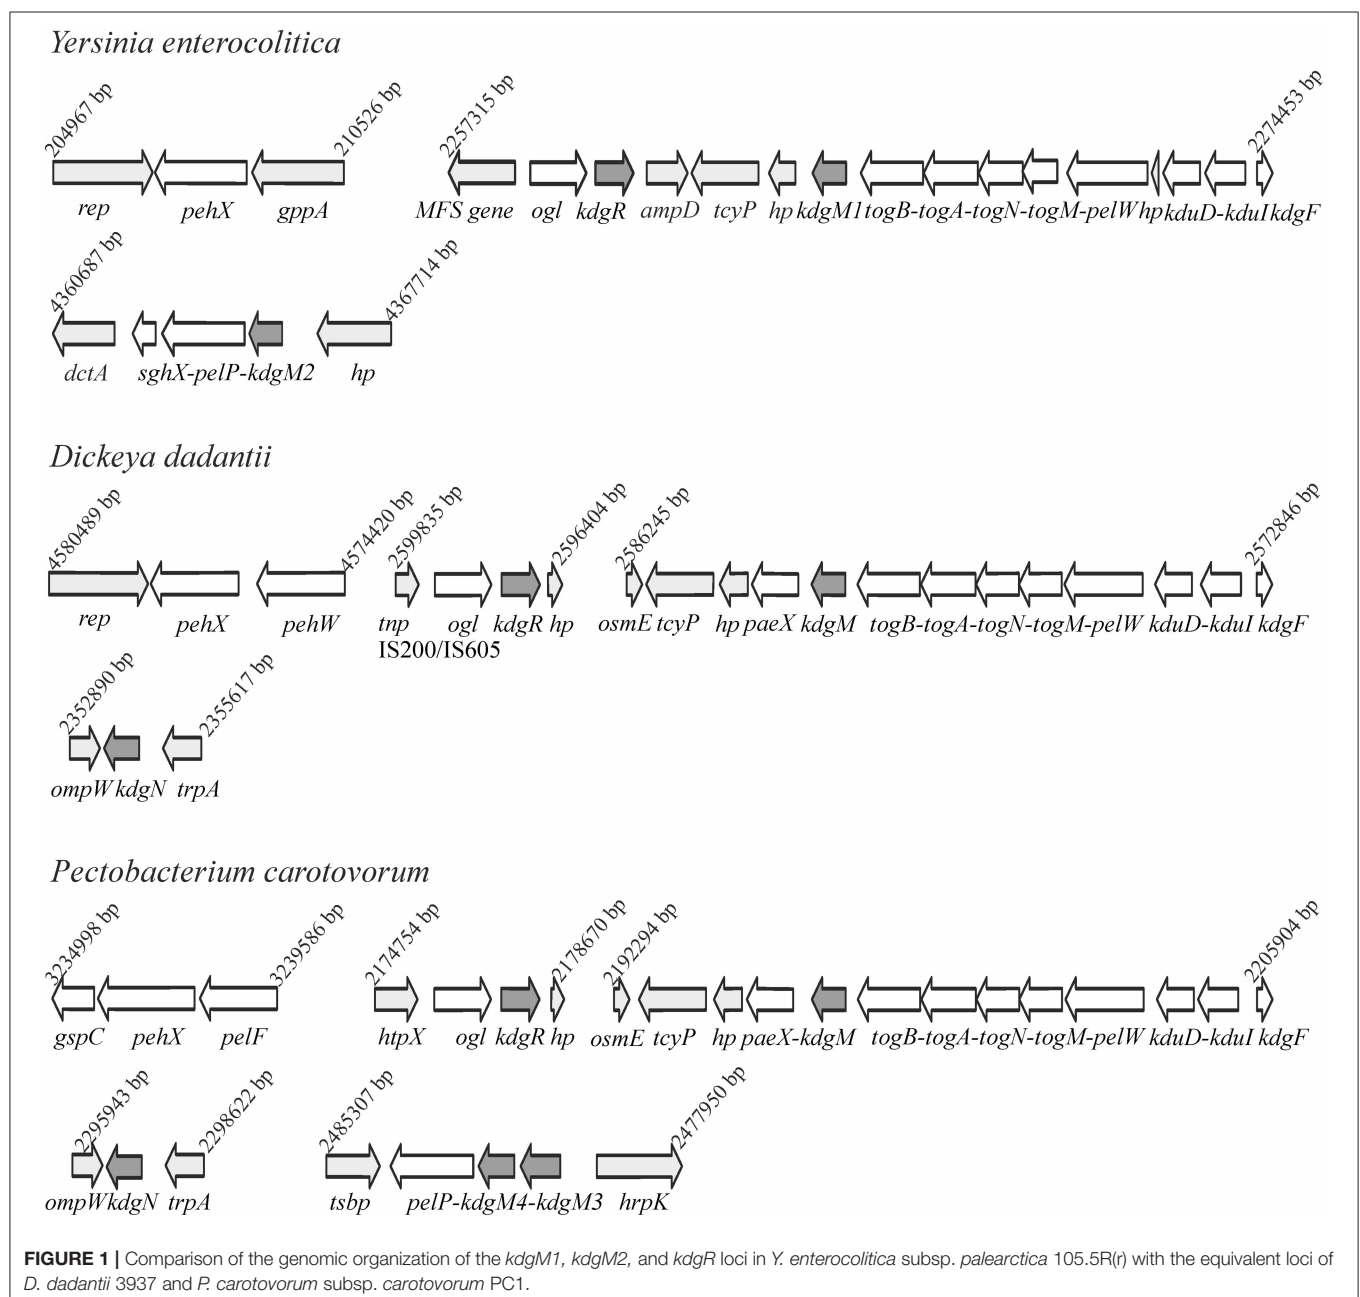 Yersinia enterocolitica
204967 bp 210526 bp 2257315 bp 2274453 bp
rep pehX gppA MFS gene ogl kdgR ampD tcyP hp kdgM1 togB-togA-togN-togM-pelW hp kduD-kduI kdgF
4360687 bp 4367714 bp
dctA sghX-pelP-kdgM2 hp
Dickeya dadantii
4580489 bp 4574420 bp 2599835 bp 2596404 bp 2586245 bp 2572846 bp
rep pehX pehW tnp ogl kdgR hp osmE tcyP hp paeX kdgM togB-togA-togN-togM-pelW kduD-kduI kdgF
IS200/IS605
2352890 bp 2355617 bp
ompW kdgN trpA
Pectobacterium carotovorum
3234998 bp 3239586 bp 2174754 bp 2178670 bp 2192294 bp 2205904 bp
gspC pehX pelF htpX ogl kdgR hp osmE tcyP hp paeX-kdgM togB-togA-togN-togM-pelW kduD-kduI kdgF
2295943 bp 2298622 bp 2485307 bp 2477950 bp
ompW kdgN trpA tsbp pelP-kdgM4-kdgM3 hrpK
FIGURE 1 | Comparison of the genomic organization of the kdgM1, kdgM2, and kdgR loci in Y. enterocolitica subsp. palearctica 105.5R(r) with the equivalent loci of
D. dadantii 3937 and P. carotovorum subsp. carotovorum PC1.